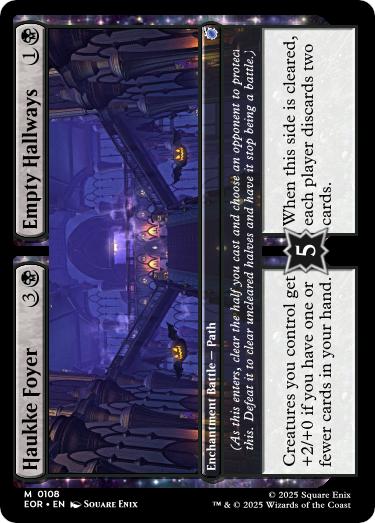 Haukke Foyer 3
Empty Hallways 1
Enchantment Battle — Path
(As this enters, clear the half you cast and choose an opponent to protect
this. Defeat it to clear uncleared halves and have it stop being a battle.)
Creatures you control get
+2/+0 if you have one or
fewer cards in your hand.
5
When this side is cleared,
each player discards two
cards.
M 0108
EOR • EN SQUARE ENIX
© 2025 Square Enix
™ & © 2025 Wizards of the Coast